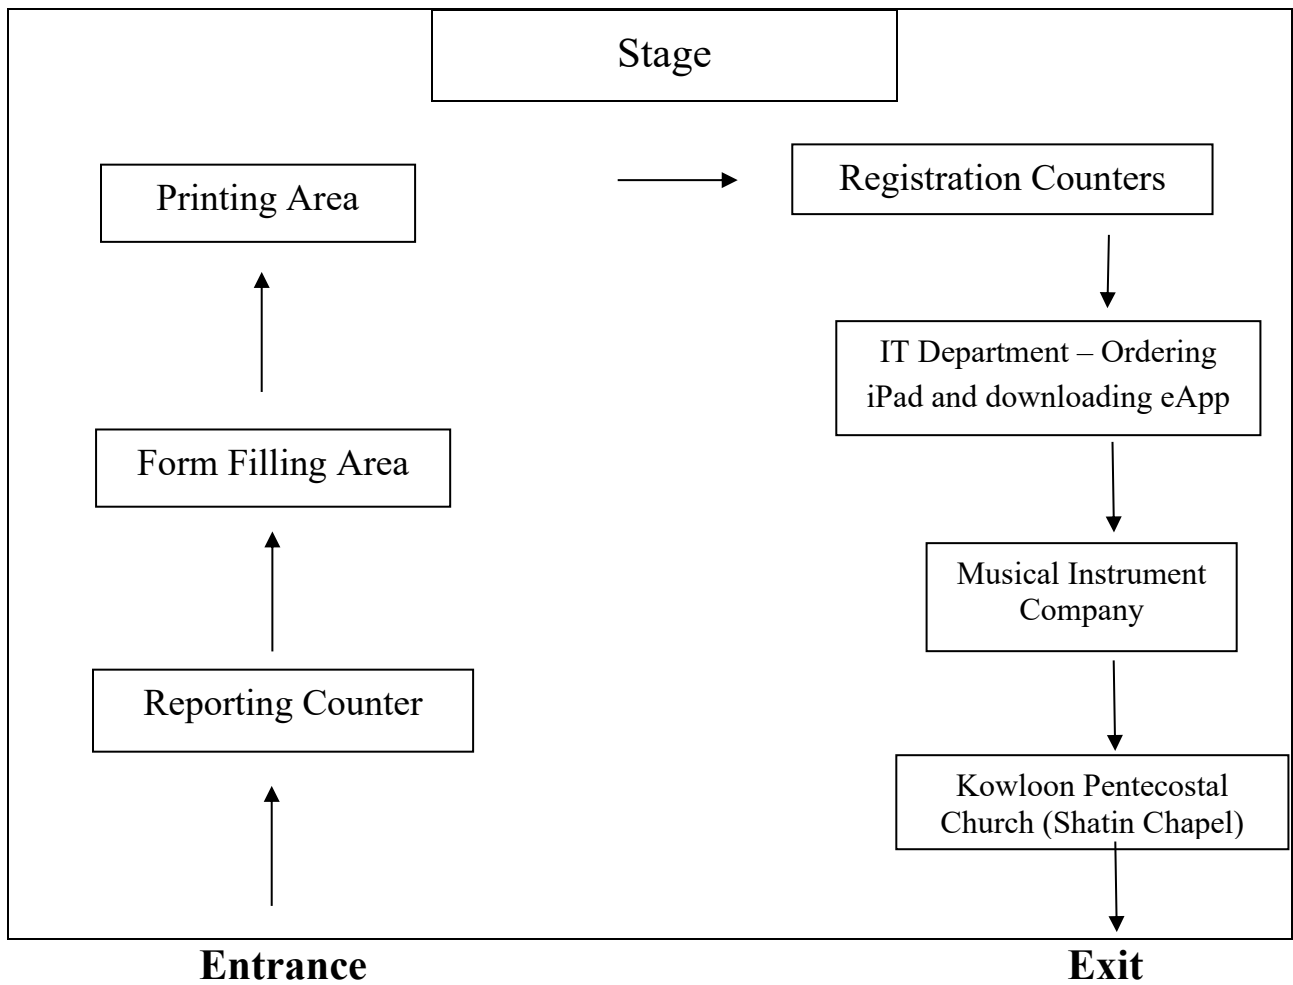 Stage
Printing Area
Registration Counters
IT Department – Ordering
iPad and downloading eApp
Form Filling Area
Musical Instrument
Company
Reporting Counter
Kowloon Pentecostal
Church (Shatin Chapel)
Entrance
Exit